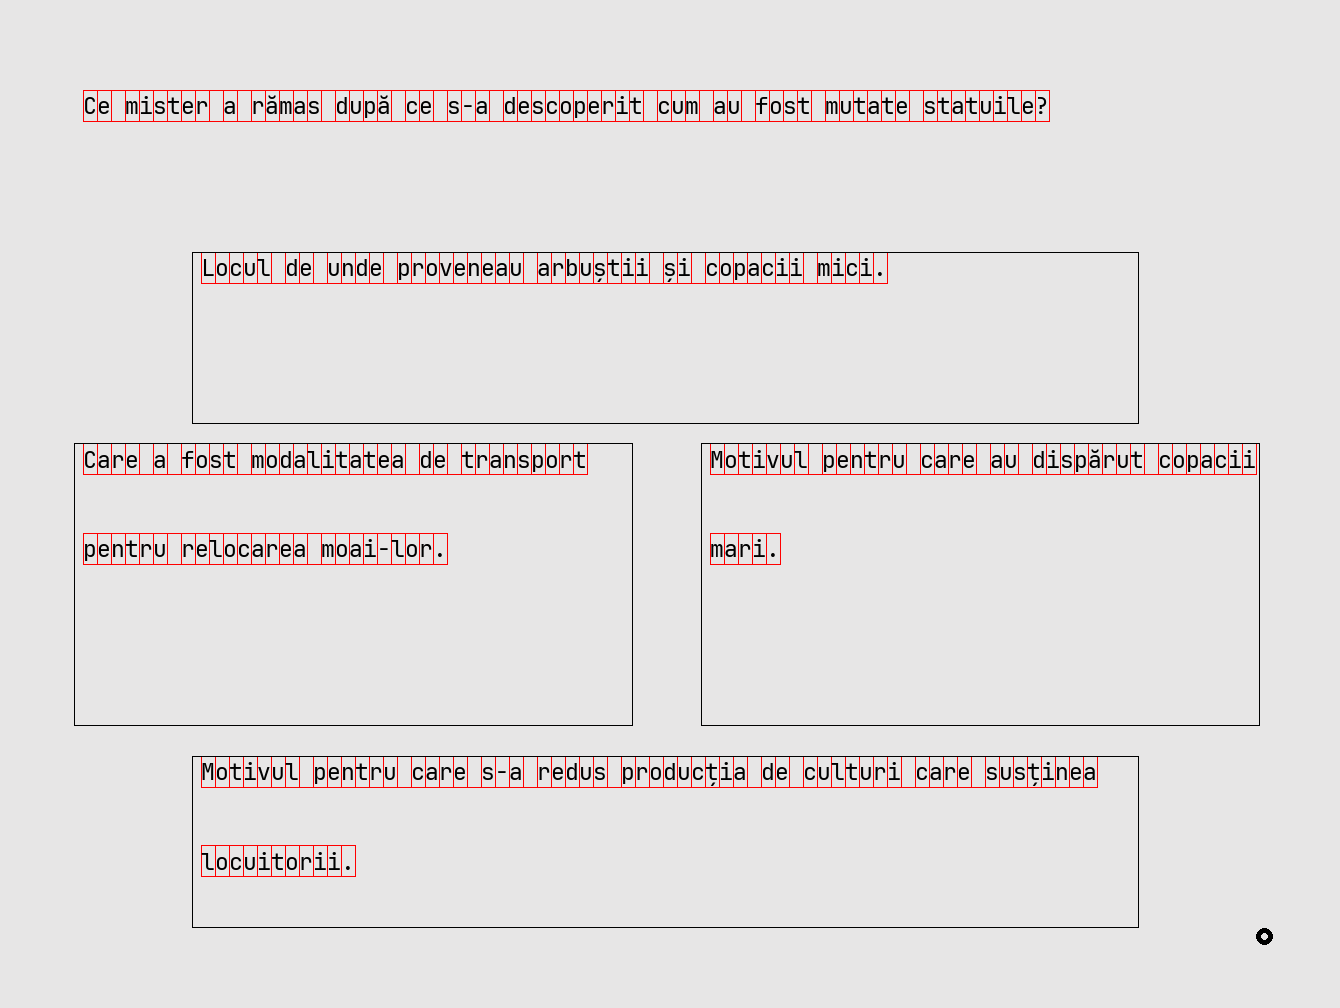 Ce mister a rămas după ce s-a descoperit cum au fost mutate statuile?
Locul de unde proveneau arbuștii și copacii mici.
Care a fost modalitatea de transport
pentru relocarea moai-lor.
Motivul pentru care au dispărut copacii
mari.
Motivul pentru care s-a redus producția de culturi care susținea
locuitorii.